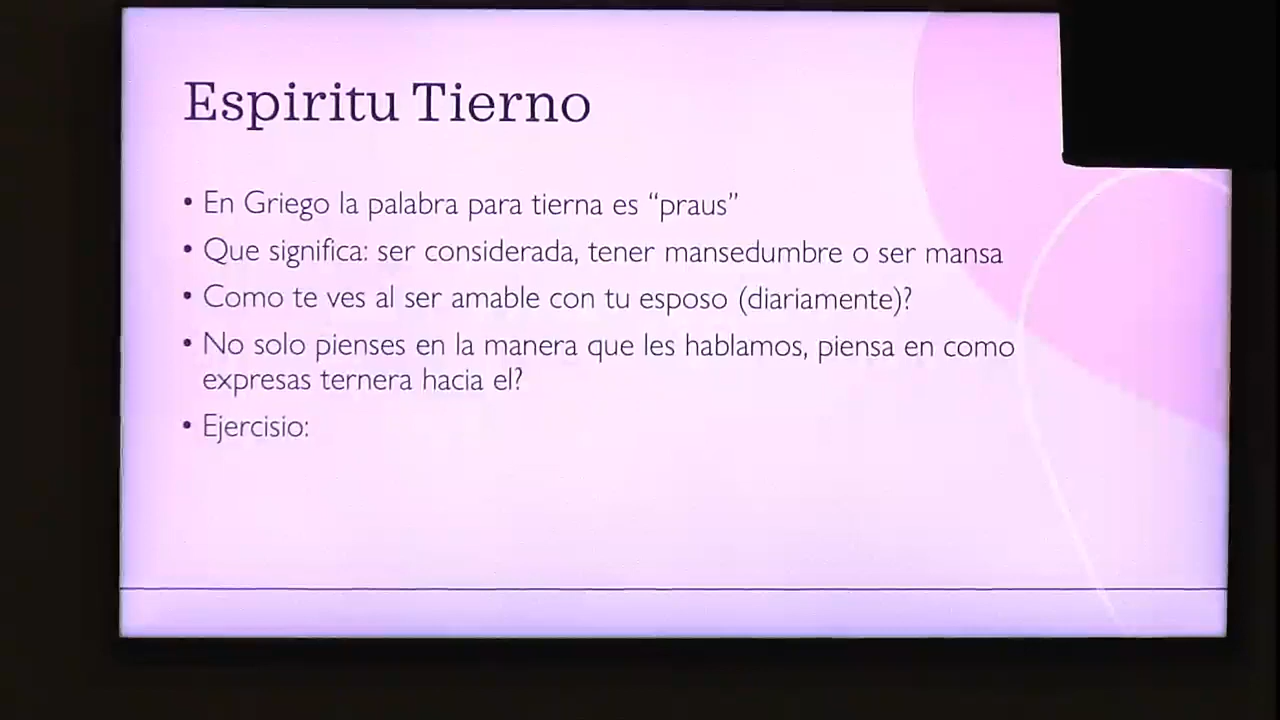 Espiritu Tierno
• En Griego la palabra para tierna es “praus”
• Que significa: ser considerada, tener mansedumbre o ser mansa
• Como te ves al ser amable con tu esposo (diariamente)?
• No solo pienses en la manera que les hablamos, piensa en como
expresas ternera hacia el?
• Ejercisio: